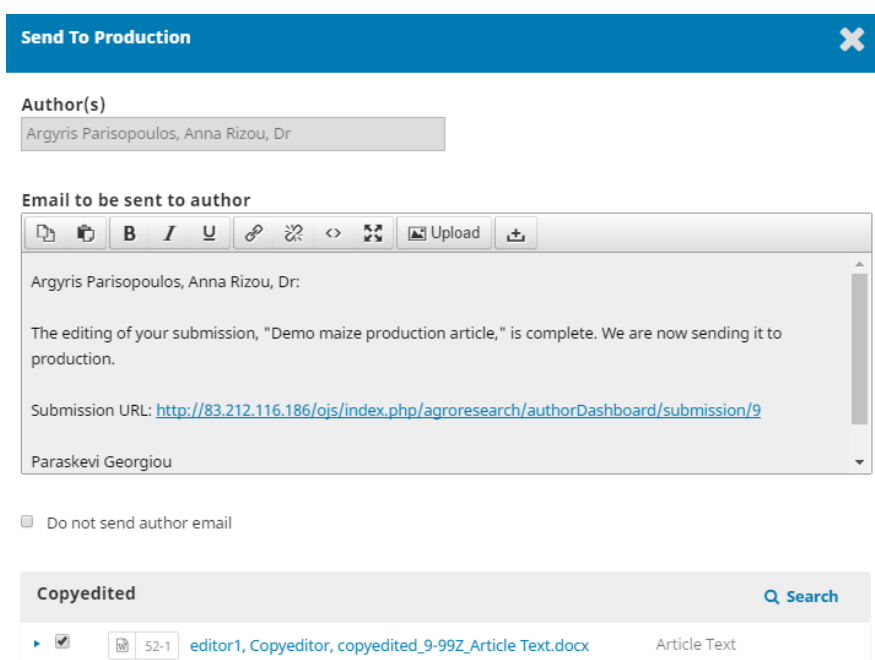 Send To Production
Author(s)
Argyris Parisopoulos, Anna Rizou, Dr
Email to be sent to author
B I U <> Upload
Argyris Parisopoulos, Anna Rizou, Dr:
The editing of your submission, "Demo maize production article," is complete. We are now sending it to
production.
Submission URL: http://83.212.116.186/ojs/index.php/agroresearch/authorDashboard/submission/9
Paraskevi Georgiou
Do not send author email
Copyedited Search
W 52-1 editor1, Copyeditor, copyedited_9-99Z_Article Text.docx Article Text